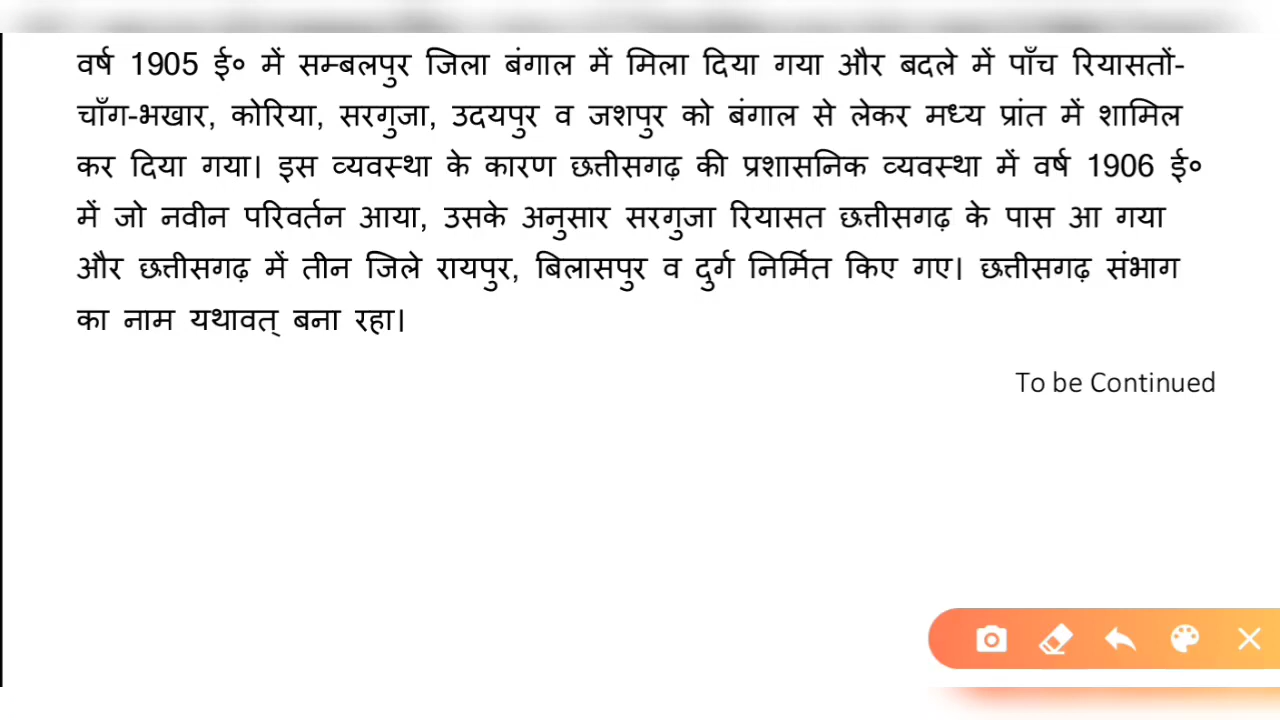 वर्ष 1905 ई० में सम्बलपुर जिला बंगाल में मिला दिया गया और बदले में पाँच रियासतों-
चाँग-भखार, कोरिया, सरगुजा, उदयपुर व जशपुर को बंगाल से लेकर मध्य प्रांत में शामिल
कर दिया गया। इस व्यवस्था के कारण छत्तीसगढ़ की प्रशासनिक व्यवस्था में वर्ष 1906 ई०
में जो नवीन परिवर्तन आया, उसके अनुसार सरगुजा रियासत छत्तीसगढ़ के पास आ गया
और छत्तीसगढ़ में तीन जिले रायपुर, बिलासपुर व दुर्ग निर्मित किए गए। छत्तीसगढ़ संभाग
का नाम यथावत् बना रहा।
To be Continued